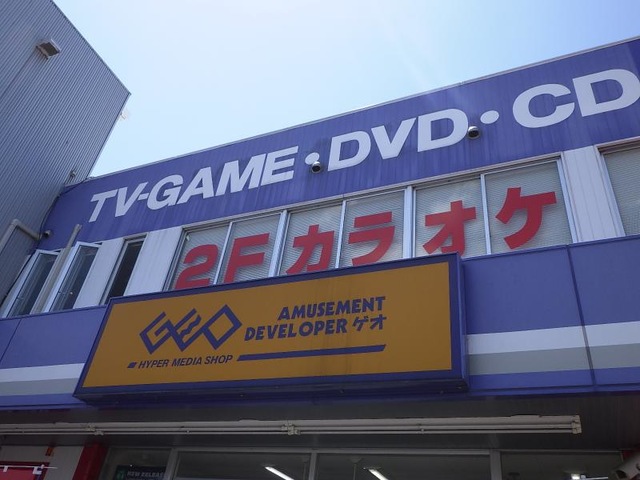 TV-GAME・DVD・CD
2Fカラオケ
GEO
HYPER MEDIA SHOP
AMUSEMENT
DEVELOPER ゲオ